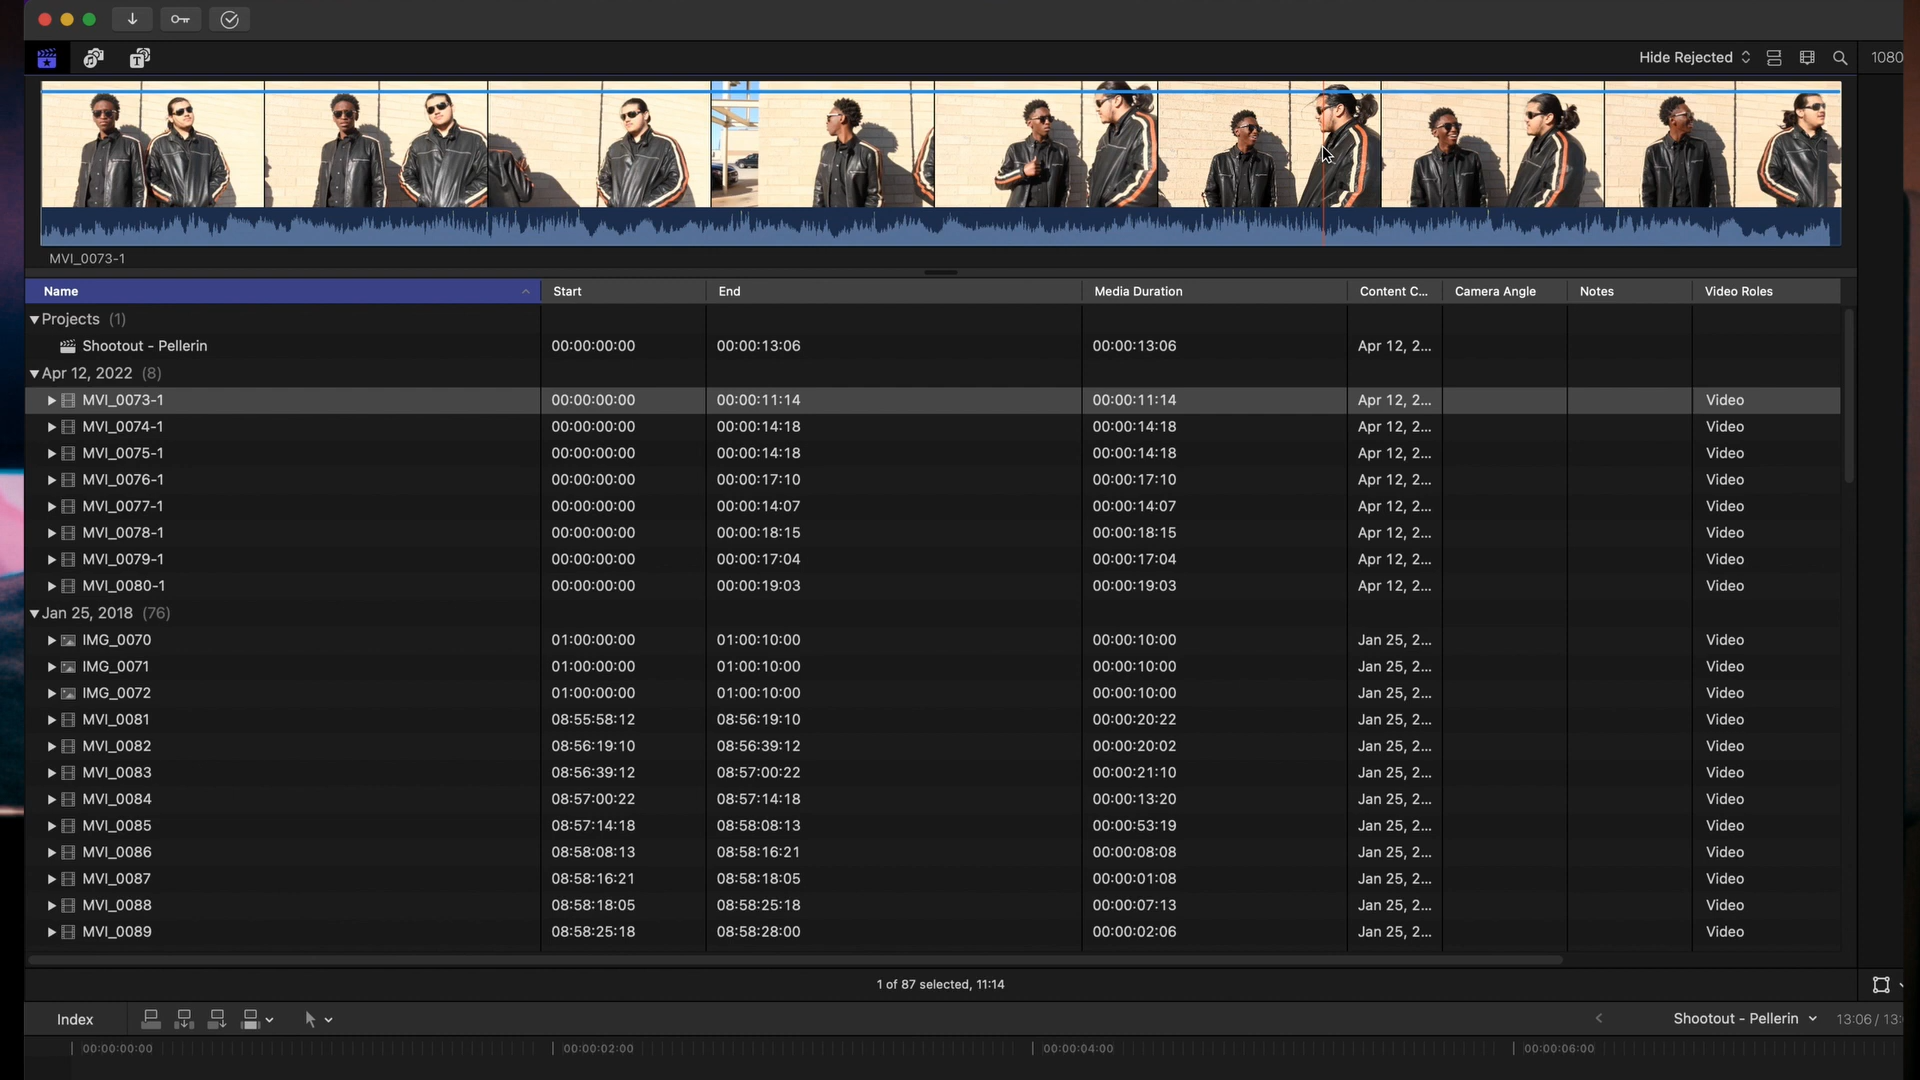 Hide Rejected
1080
MVI_0073-1
Name Start End Media Duration Content C... Camera Angle Notes Video Roles
Projects (1)
Shootout - Pellerin 00:00:00:00 00:00:13:06 00:00:13:06 Apr 12, 2...
Apr 12, 2022 (8)
MVI_0073-1 00:00:00:00 00:00:11:14 00:00:11:14 Apr 12, 2... Video
MVI_0074-1 00:00:00:00 00:00:14:18 00:00:14:18 Apr 12, 2... Video
MVI_0075-1 00:00:00:00 00:00:14:18 00:00:14:18 Apr 12, 2... Video
MVI_0076-1 00:00:00:00 00:00:17:10 00:00:17:10 Apr 12, 2... Video
MVI_0077-1 00:00:00:00 00:00:14:07 00:00:14:07 Apr 12, 2... Video
MVI_0078-1 00:00:00:00 00:00:18:15 00:00:18:15 Apr 12, 2... Video
MVI_0079-1 00:00:00:00 00:00:17:04 00:00:17:04 Apr 12, 2... Video
MVI_0080-1 00:00:00:00 00:00:19:03 00:00:19:03 Apr 12, 2... Video
Jan 25, 2018 (76)
IMG_0070 01:00:00:00 01:00:10:00 00:00:10:00 Jan 25, 2... Video
IMG_0071 01:00:00:00 01:00:10:00 00:00:10:00 Jan 25, 2... Video
IMG_0072 01:00:00:00 01:00:10:00 00:00:10:00 Jan 25, 2... Video
MVI_0081 08:55:58:12 08:56:19:10 00:00:20:22 Jan 25, 2... Video
MVI_0082 08:56:19:10 08:56:39:12 00:00:20:02 Jan 25, 2... Video
MVI_0083 08:56:39:12 08:57:00:22 00:00:21:10 Jan 25, 2... Video
MVI_0084 08:57:00:22 08:57:14:18 00:00:13:20 Jan 25, 2... Video
MVI_0085 08:57:14:18 08:58:08:13 00:00:53:19 Jan 25, 2... Video
MVI_0086 08:58:08:13 08:58:16:21 00:00:08:08 Jan 25, 2... Video
MVI_0087 08:58:16:21 08:58:18:05 00:00:01:08 Jan 25, 2... Video
MVI_0088 08:58:18:05 08:58:25:18 00:00:07:13 Jan 25, 2... Video
MVI_0089 08:58:25:18 08:58:28:00 00:00:02:06 Jan 25, 2... Video
1 of 87 selected, 11:14
Index
Shootout - Pellerin
13:06 / 13:
00:00:00:00 00:00:02:00 00:00:04:00 00:00:06:00